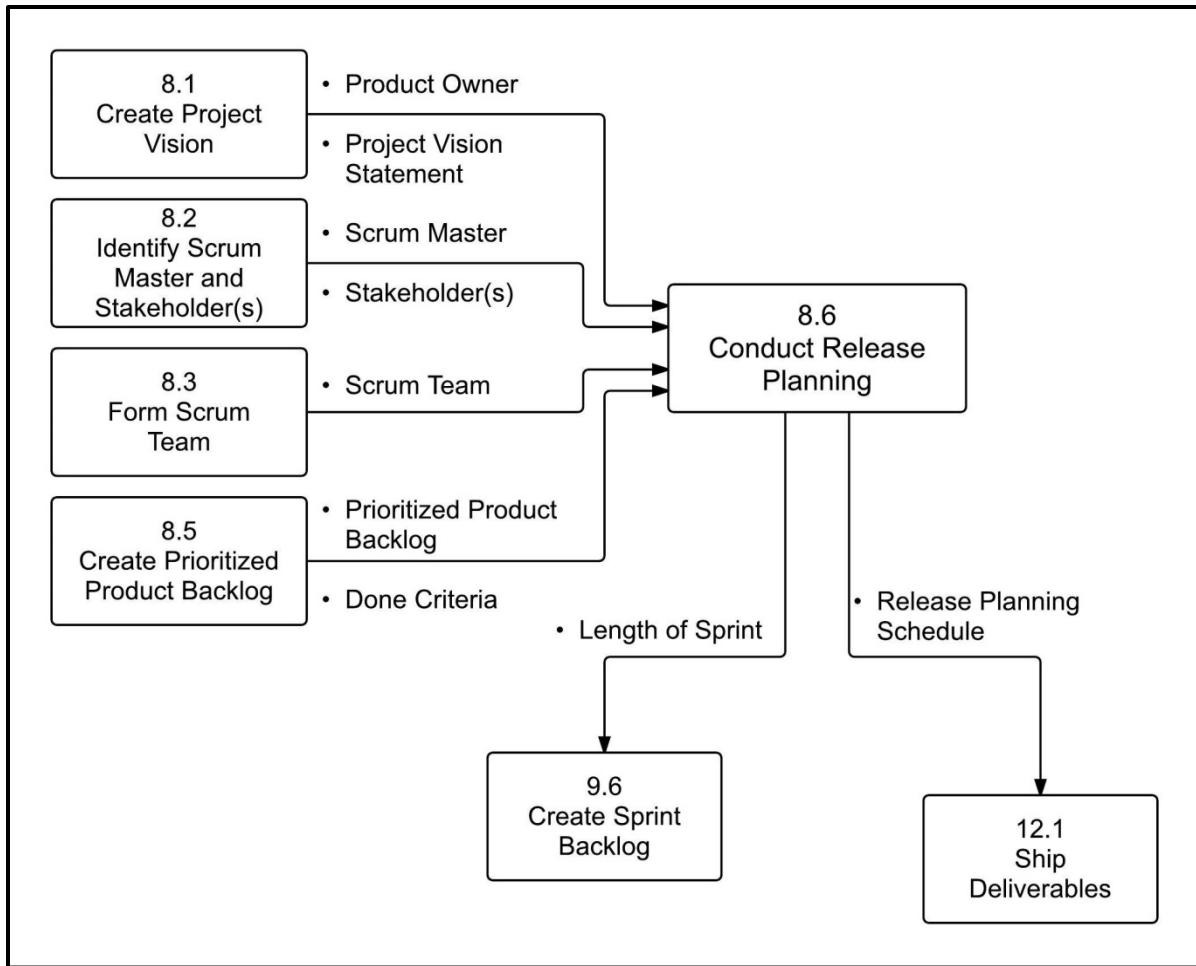 8.1
Create Project
Vision
• Product Owner
• Project Vision
Statement
8.2
Identify Scrum
Master and
Stakeholder(s)
• Scrum Master
• Stakeholder(s)
8.3
Form Scrum
Team
• Scrum Team
8.5
Create Prioritized
Product Backlog
• Prioritized Product
Backlog
• Done Criteria
8.6
Conduct Release
Planning
• Length of Sprint
• Release Planning
Schedule
9.6
Create Sprint
Backlog
12.1
Ship
Deliverables